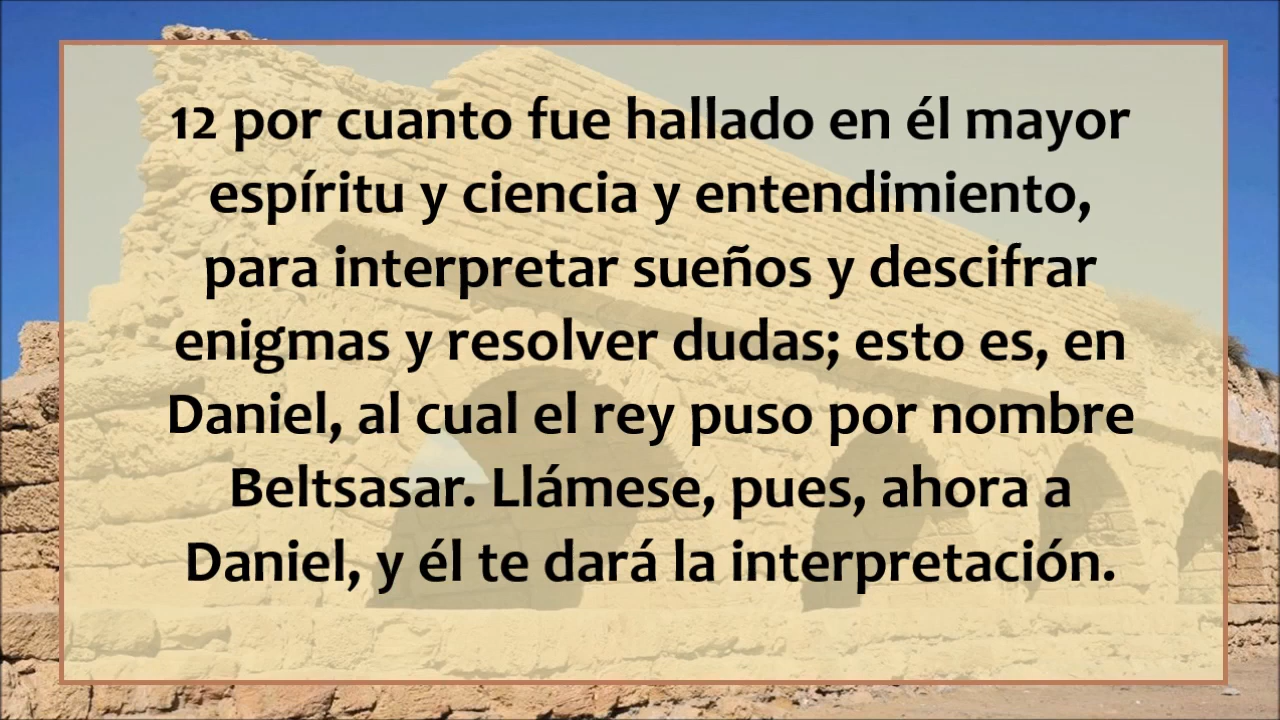 12 por cuanto fue hallado en él mayor
espíritu y ciencia y entendimiento,
para interpretar sueños y descifrar
enigmas y resolver dudas; esto es, en
Daniel, al cual el rey puso por nombre
Beltsasar. Llámese, pues, ahora a
Daniel, y él te dará la interpretación.